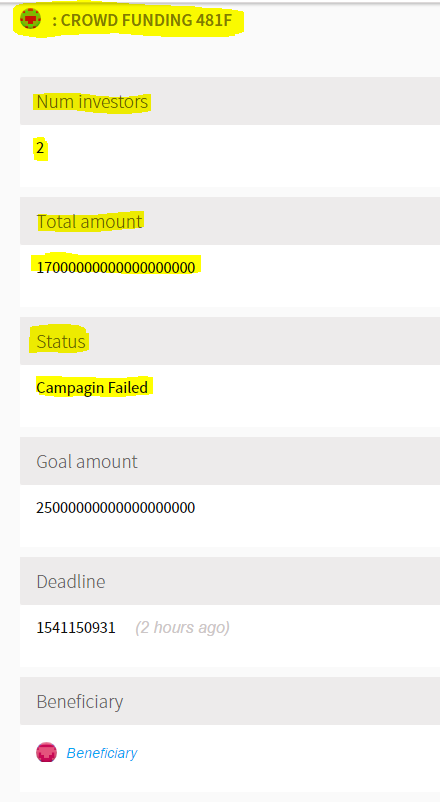 : CROWD FUNDING 481F
Num investors
2
Total amount
17000000000000000000
Status
Campagin Failed
Goal amount
25000000000000000000
Deadline
1541150931 (2 hours ago)
Beneficiary
Beneficiary